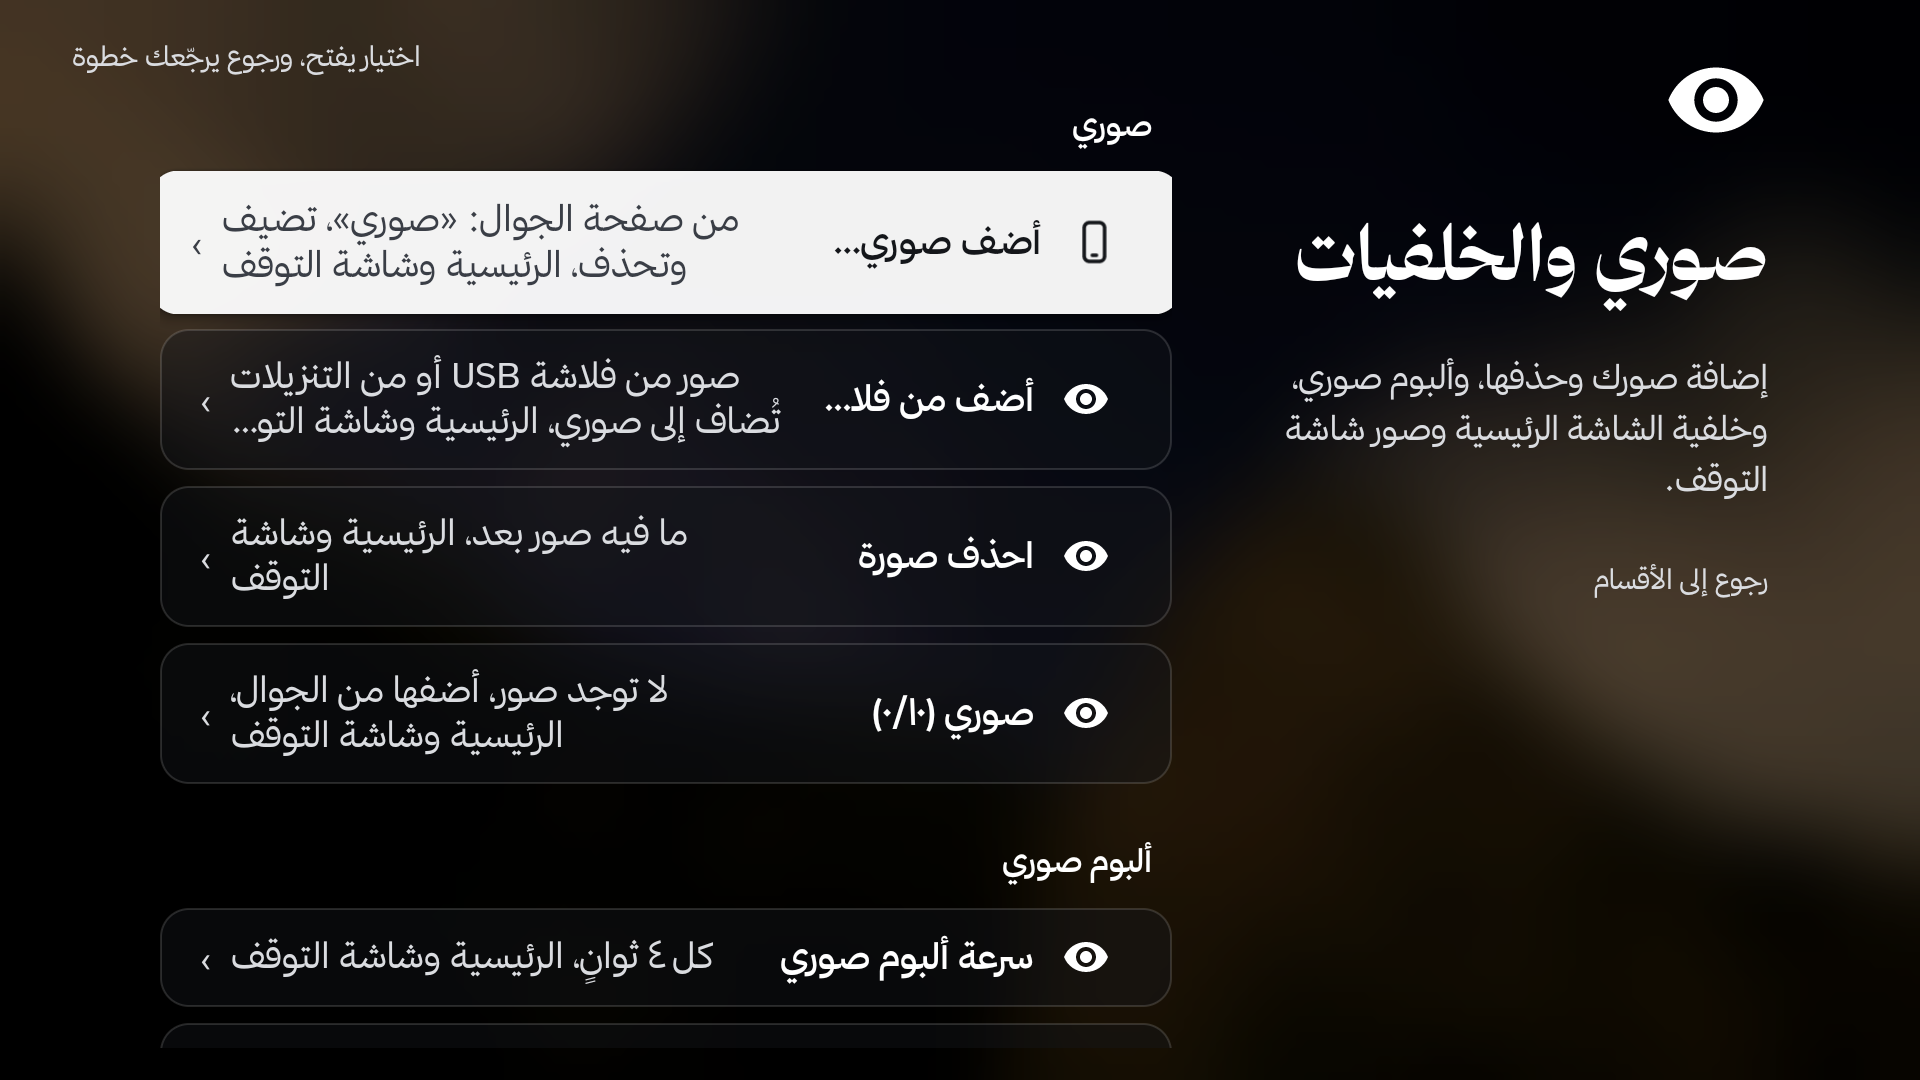 اختيار يفتح، ورجوع يرجّعك خطوة
صوري والخلفيات
إضافة صورك وحذفها، وألبوم صوري،
وخلفية الشاشة الرئيسية وصور شاشة
التوقف.
رجوع إلى الأقسام
صوري
أضف صوري...
من صفحة الجوال: «صوري»، تضيف
وتحذف، الرئيسية وشاشة التوقف
أضف من فلا...
صور من فلاشة USB أو من التنزيلات
تُضاف إلى صوري، الرئيسية وشاشة التو...
احذف صورة
ما فيه صور بعد، الرئيسية وشاشة
التوقف
صوري (٠/١٠)
لا توجد صور، أضفها من الجوال،
الرئيسية وشاشة التوقف
ألبوم صوري
سرعة ألبوم صوري
كل ٤ ثوانٍ، الرئيسية وشاشة التوقف